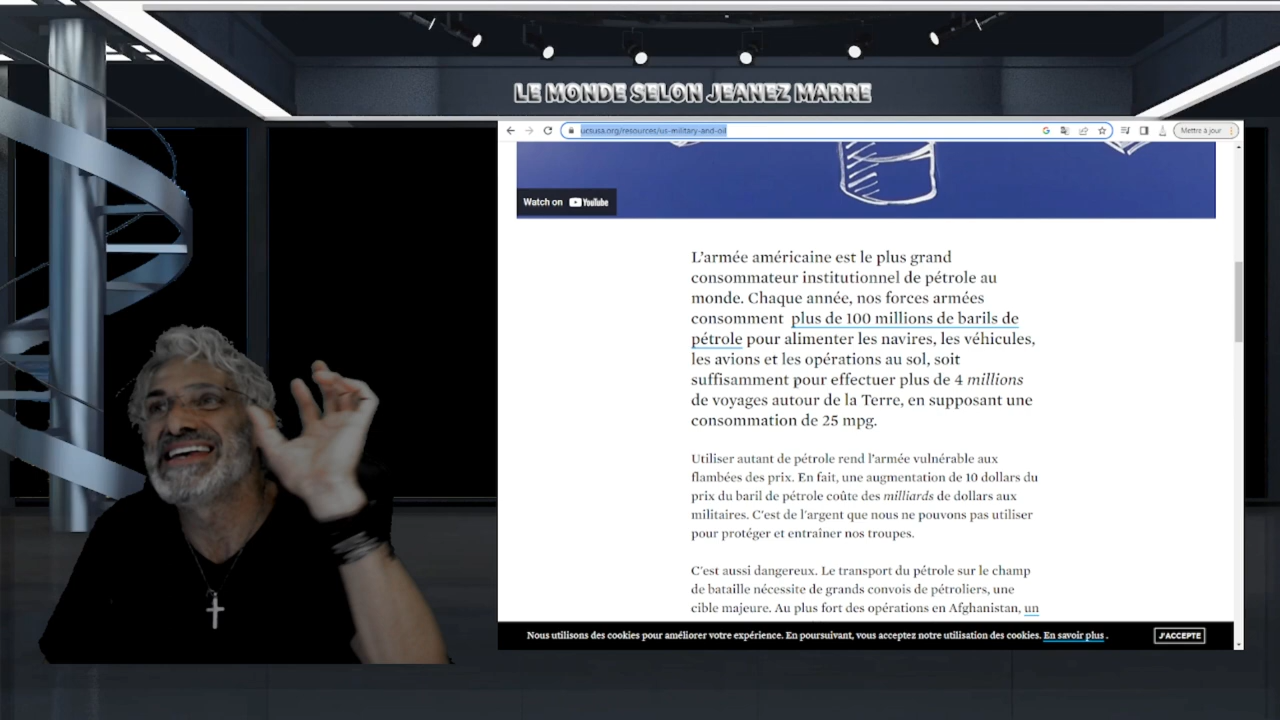 LE MONDE SELON JEANEZ MARRE
ucsusa.org/resources/us-military-and-oil
Mettre à jour
Watch on YouTube
L'armée américaine est le plus grand
consommateur institutionnel de pétrole au
monde. Chaque année, nos forces armées
consomment plus de 100 millions de barils de
pétrole pour alimenter les navires, les véhicules,
les avions et les opérations au sol, soit
suffisamment pour effectuer plus de 4 millions
de voyages autour de la Terre, en supposant une
consommation de 25 mpg.
Utiliser autant de pétrole rend l'armée vulnérable aux
flambées des prix. En fait, une augmentation de 10 dollars du
prix du baril de pétrole coûte des milliards de dollars aux
militaires. C'est de l'argent que nous ne pouvons pas utiliser
pour protéger et entraîner nos troupes.
C'est aussi dangereux. Le transport du pétrole sur le champ
de bataille nécessite de grands convois de pétroliers, une
cible majeure. Au plus fort des opérations en Afghanistan, un
Nous utilisons des cookies pour améliorer votre expérience. En poursuivant, vous acceptez notre utilisation des cookies. En savoir plus .
J'ACCEPTE